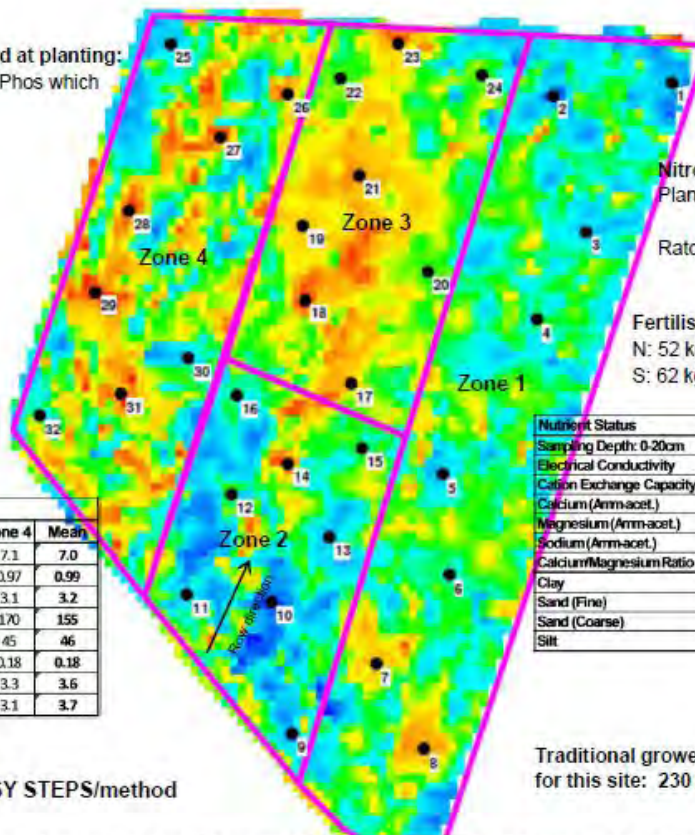 d at planting:
Phos which
25
23
26
22
24
1
2
27
Nitro
Plan
21
28
Zone 3
3
19
Zone 4
Rato
20
29
18
4
Fertilis
N: 52 k
S: 62 k
30
17
Zone 1
31
16
32
15
14
5
Nutrient Status
Sampling Depth: 0-20cm
Electrical Conductivity
Cation Exchange Capacity
Calcium (Amm-acet.)
Magnesium (Amm-acet.)
Sodium (Amm-acet.)
Calcium/Magnesium Ratio
Clay
Sand (Fine)
Sand (Coarse)
Silt
12
13
Zone 2
11
10
Row direction
6
7
9
8
one 4 Mean
7.1 7.0
0.97 0.99
3.1 3.2
170 155
45 46
0.18 0.18
3.3 3.6
3.1 3.7
SY STEPS/method
Traditional growe
for this site: 230